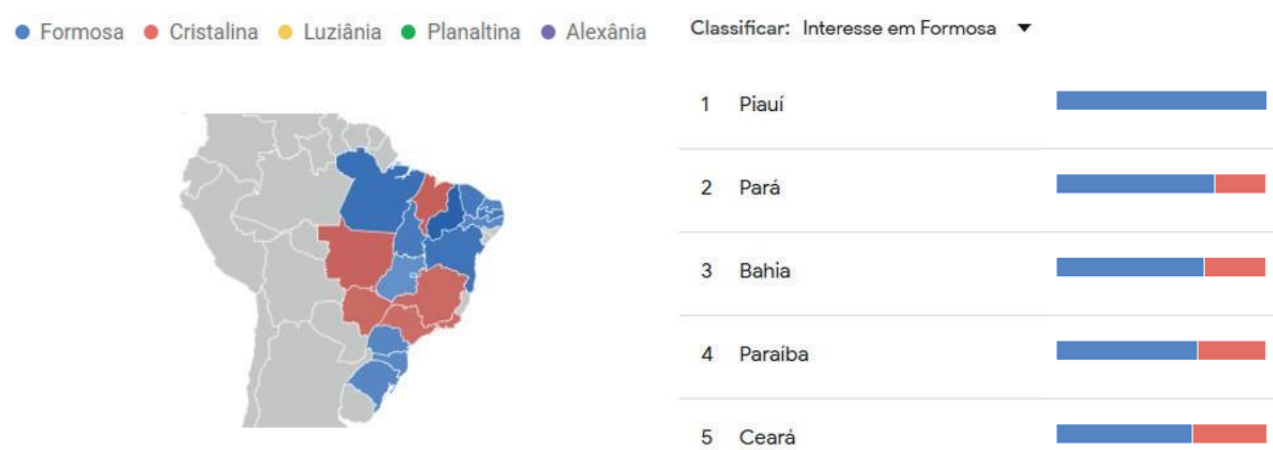 Formosa Cristalina Luziânia Planaltina Alexânia
Classificar: Interesse em Formosa
1 Piauí
2 Pará
3 Bahia
4 Paraíba
5 Ceará